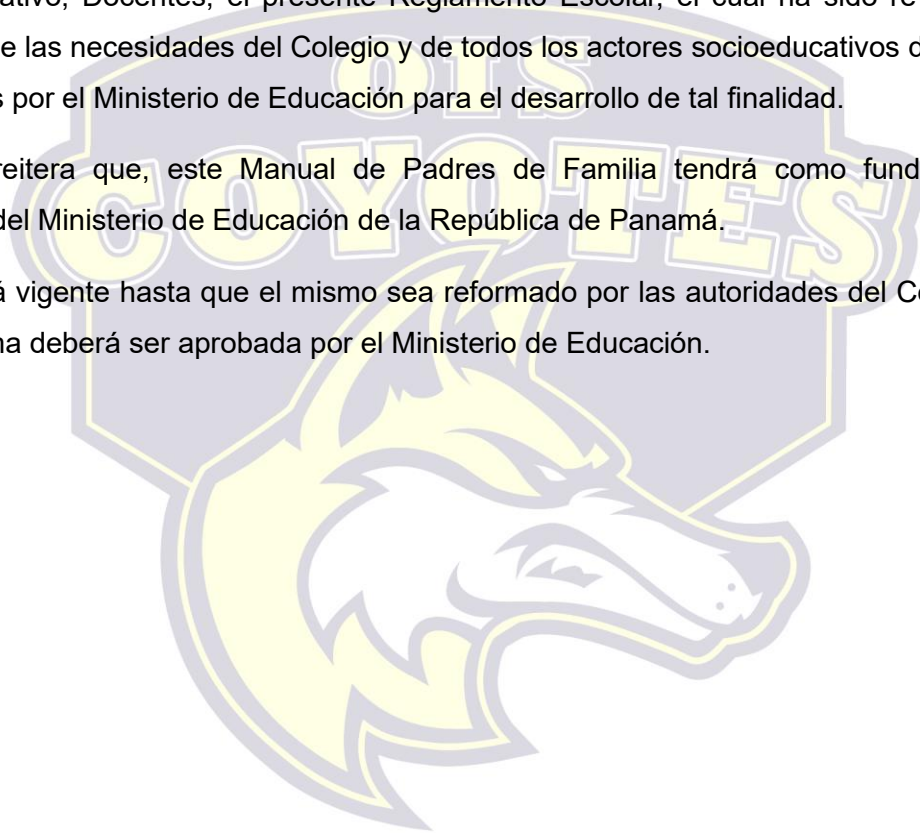 ativo, Docentes, el presente Reglamento Escolar, el cual ha sido re
e las necesidades del Colegio y de todos los actores socioeducativos d
s por el Ministerio de Educación para el desarrollo de tal finalidad.
reitera que, este Manual de Padres de Familia tendrá como fund
del Ministerio de Educación de la República de Panamá.
á vigente hasta que el mismo sea reformado por las autoridades del Co
na deberá ser aprobada por el Ministerio de Educación.
OIS
COYOTES